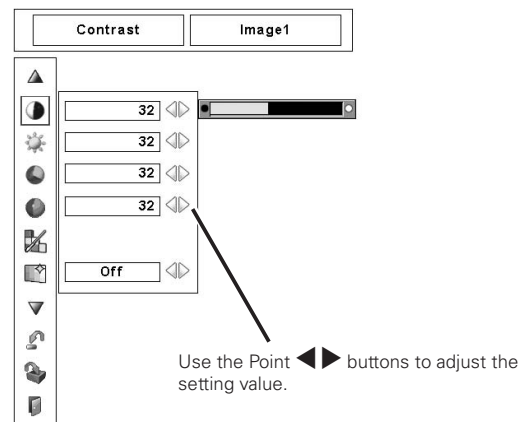 Contrast Image1
32
32
32
32
Off
Use the Point ◀▶ buttons to adjust the
setting value.